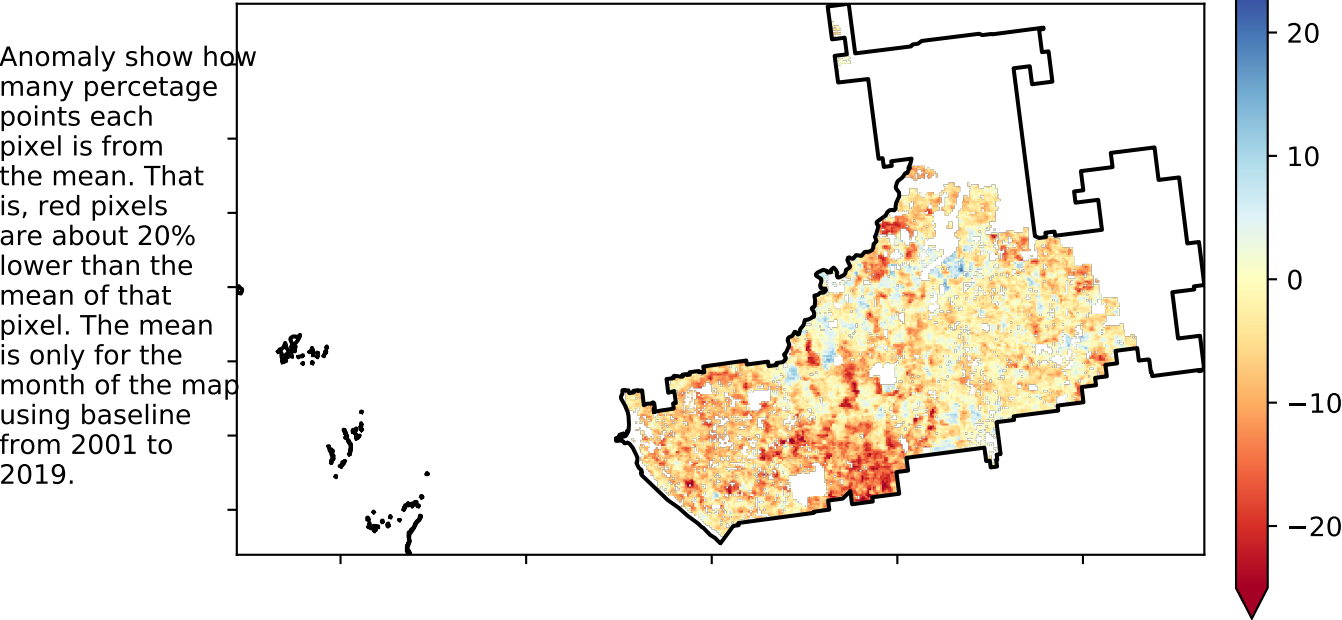 Anomaly show how
many percetage
points each
pixel is from
the mean. That
is, red pixels
are about 20%
lower than the
mean of that
pixel. The mean
is only for the
month of the map
using baseline
from 2001 to
2019.
20
10
0
−10
−20